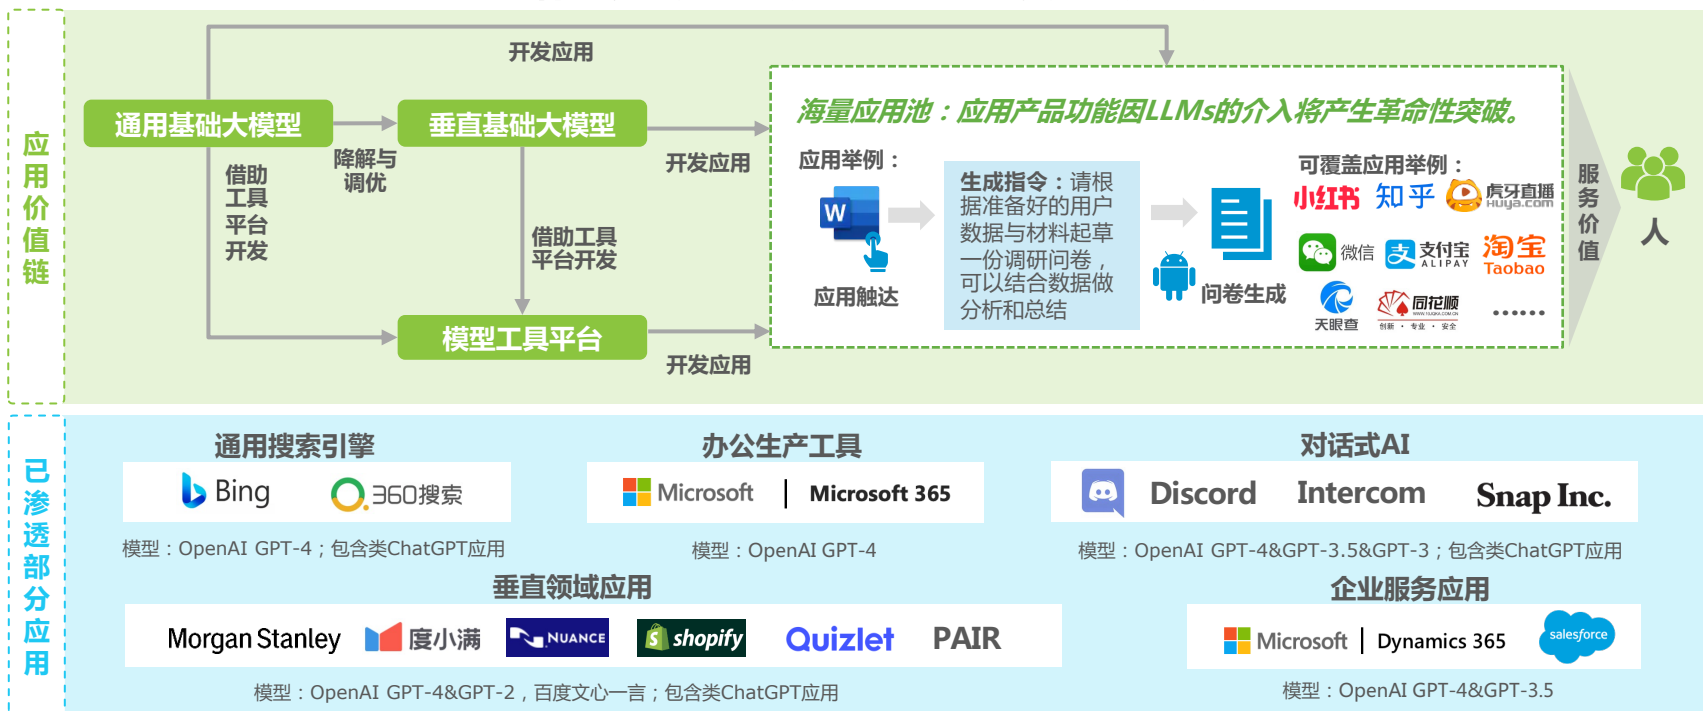 应用价值链
开发应用
通用基础大模型
降解与
调优
垂直基础大模型
开发应用
借助
工具
平台
开发
借助工具
平台开发
模型工具平台
开发应用
海量应用池：应用产品功能因LLMs的介入将产生革命性突破。
应用举例：
W
应用触达
生成指令：请根
据准备好的用户
数据与材料起草
一份调研问卷，
可以结合数据做
分析和总结
问卷生成
可覆盖应用举例：
小红书
知乎
虎牙直播
HUYA.COM
微信
支
支付宝
ALIPAY
淘宝
Taobao
天眼查
同花顺
WWW.10JQKA.COM.CN
创新·专业·安全
……
服务价值
人
已渗透部分应用
通用搜索引擎
Bing
360搜索
模型：OpenAI GPT-4；包含类ChatGPT应用
办公生产工具
Microsoft | Microsoft 365
模型：OpenAI GPT-4
对话式AI
Discord
Intercom
Snap Inc.
模型：OpenAI GPT-4&GPT-3.5&GPT-3；包含类ChatGPT应用
垂直领域应用
Morgan Stanley
度小满
NUANCE
shopify
Quizlet
PAIR
模型：OpenAI GPT-4&GPT-2，百度文心一言；包含类ChatGPT应用
企业服务应用
Microsoft | Dynamics 365
salesforce
模型：OpenAI GPT-4&GPT-3.5